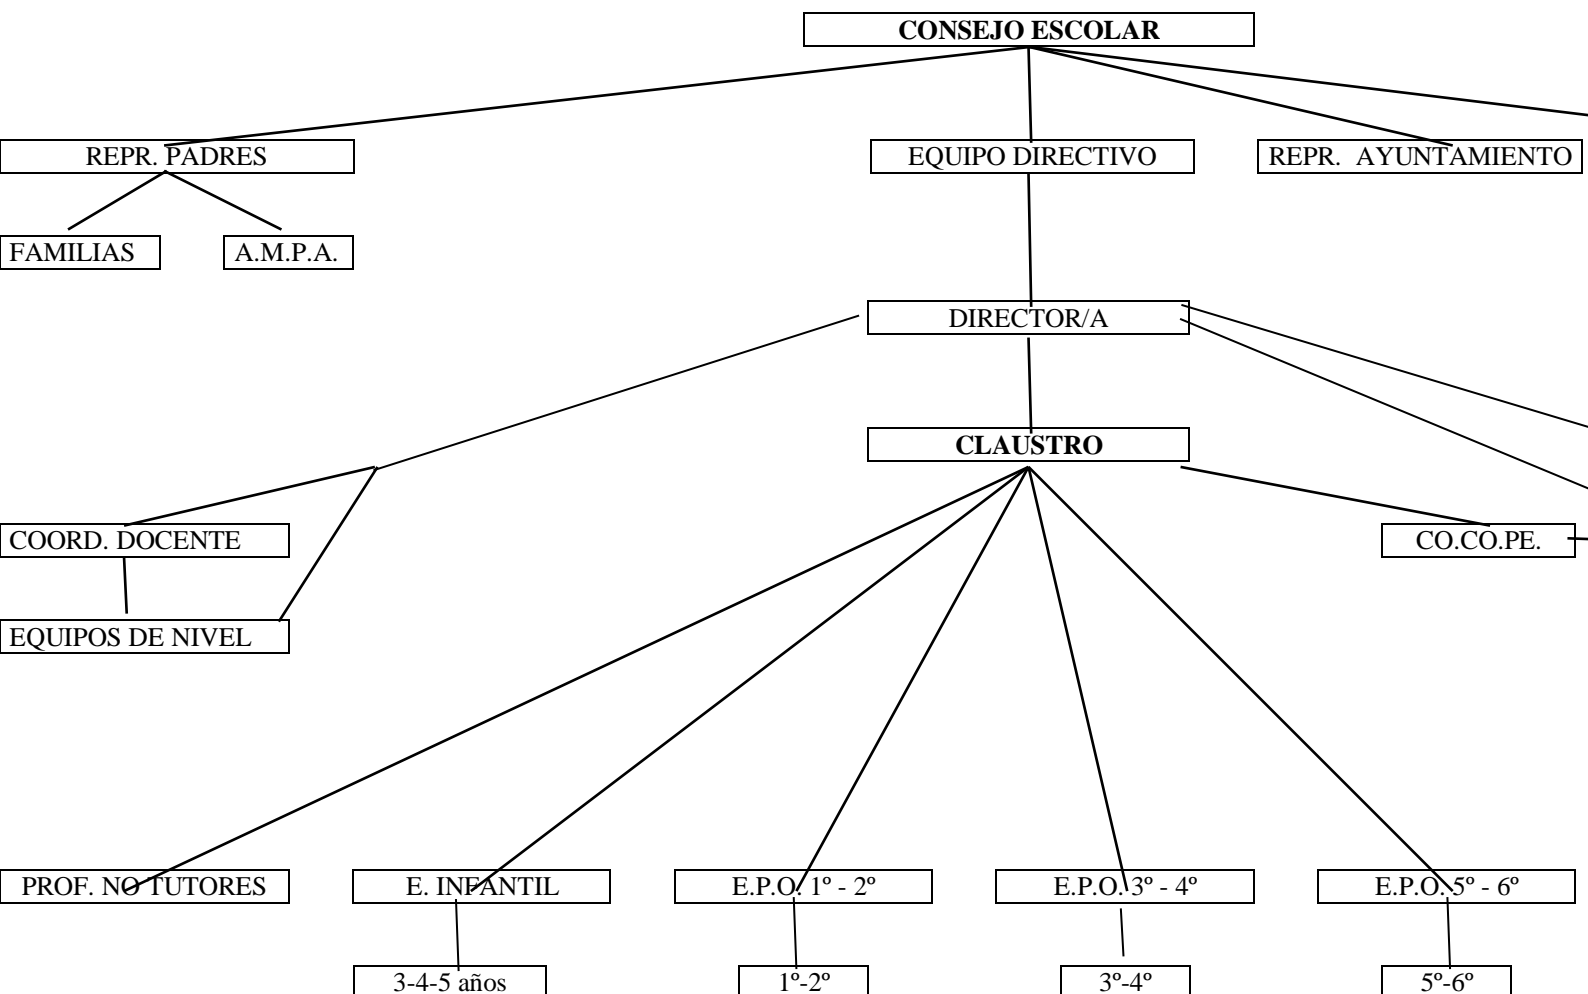 CONSEJO ESCOLAR
REPR. PADRES
EQUIPO DIRECTIVO
REPR. AYUNTAMIENTO
FAMILIAS
A.M.P.A.
DIRECTOR/A
CLAUSTRO
COORD. DOCENTE
CO.CO.PE.
EQUIPOS DE NIVEL
PROF. NO TUTORES
E. INFANTIL
E.P.O. 1º - 2º
E.P.O. 3º - 4º
E.P.O. 5º - 6º
3-4-5 años
1º-2º
3º-4º
5º-6º